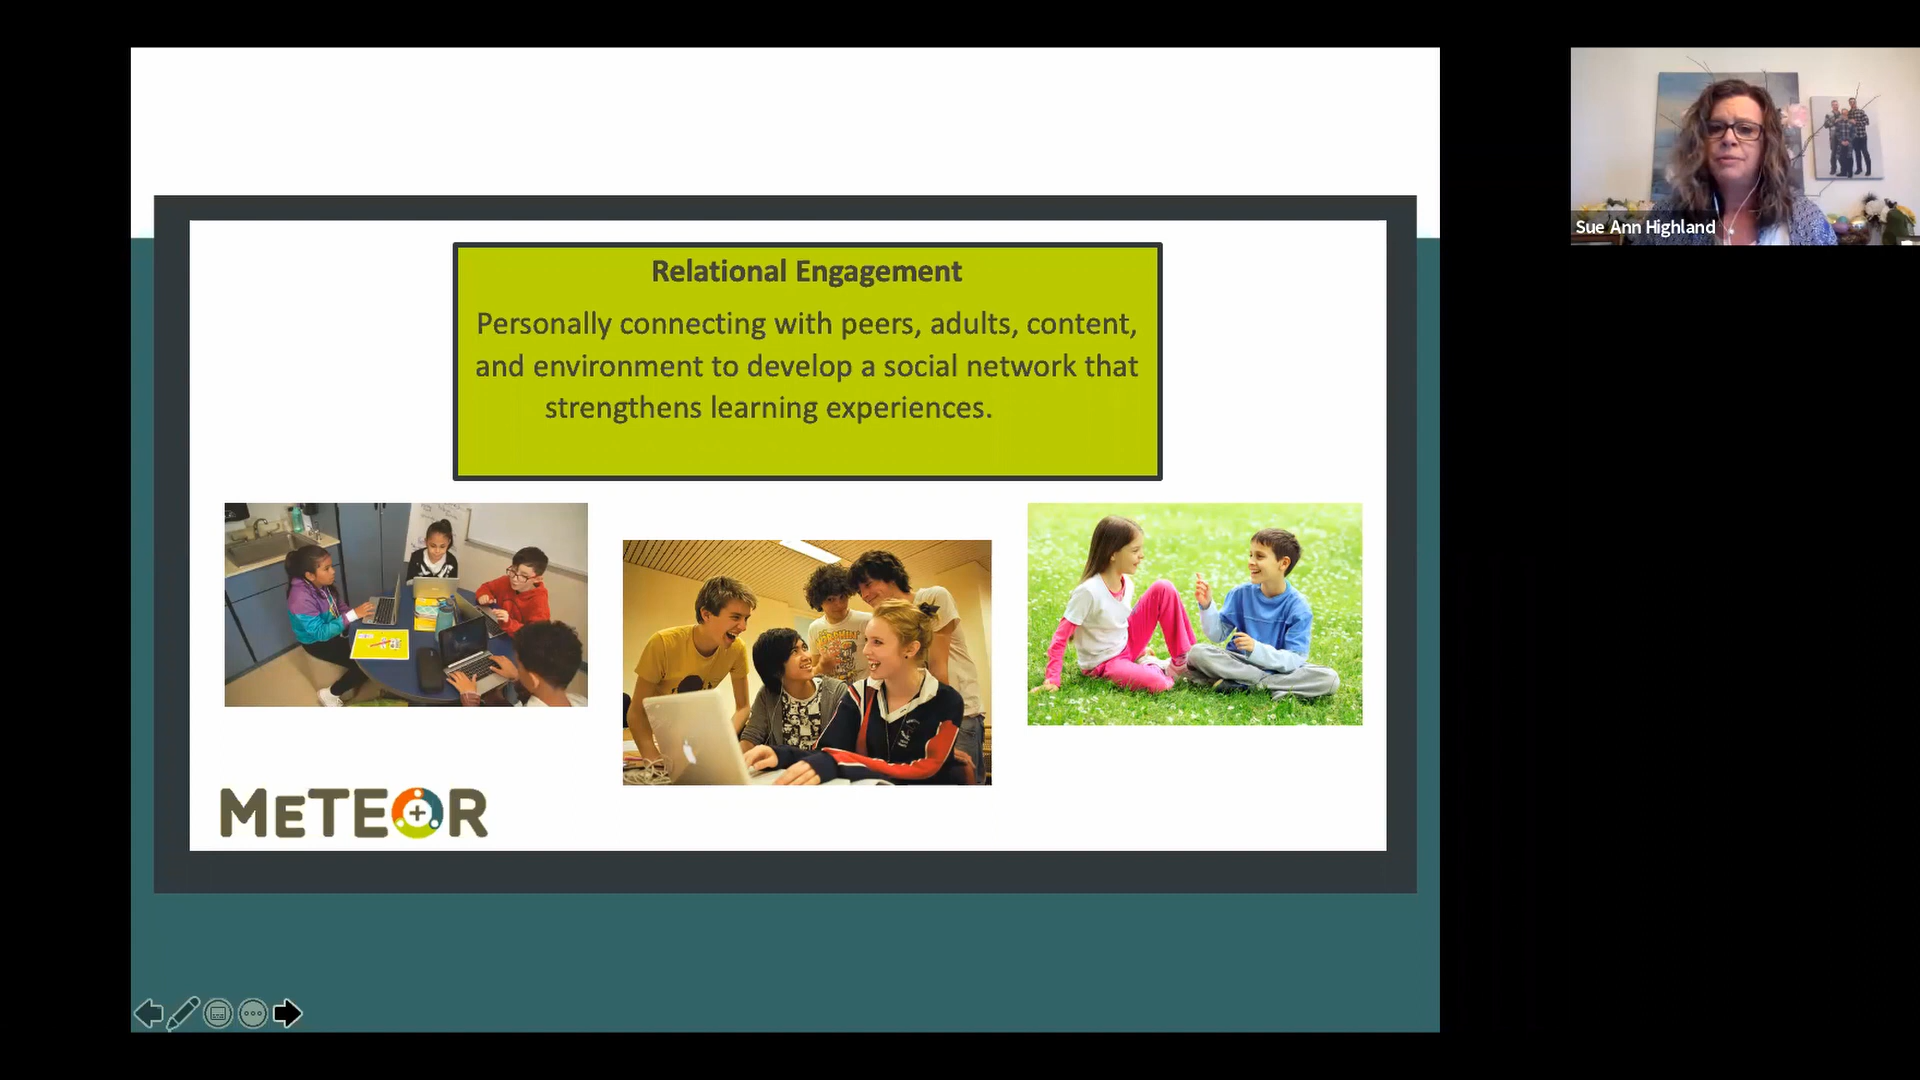 Relational Engagement
Personally connecting with peers, adults, content,
and environment to develop a social network that
strengthens learning experiences.
METEOR
Sue Ann Highland